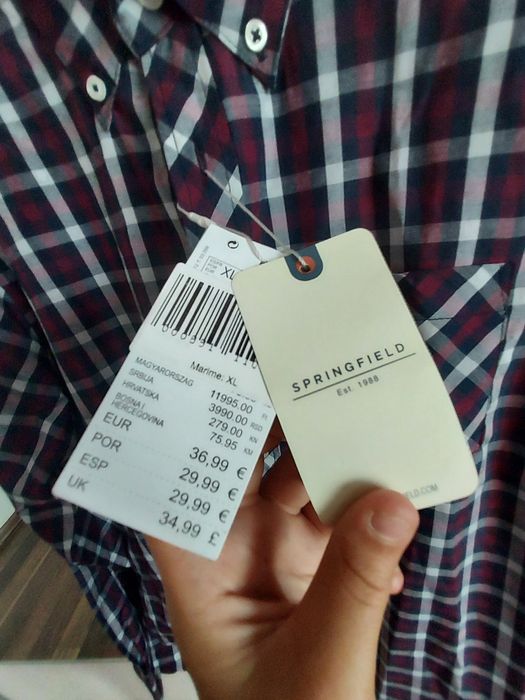 XL
Marime: XL
MAGYARORSZAG 11995.00 Ft
SRBIJA 3990.00 RSD
HRVATSKA 279.00 KN
BOSNA I HERCEGOVINA 75.95 KM
EUR 36,99 €
POR 29,99 €
ESP 29,99 €
UK 34,99 £
SPRINGFIELD
Est. 1988